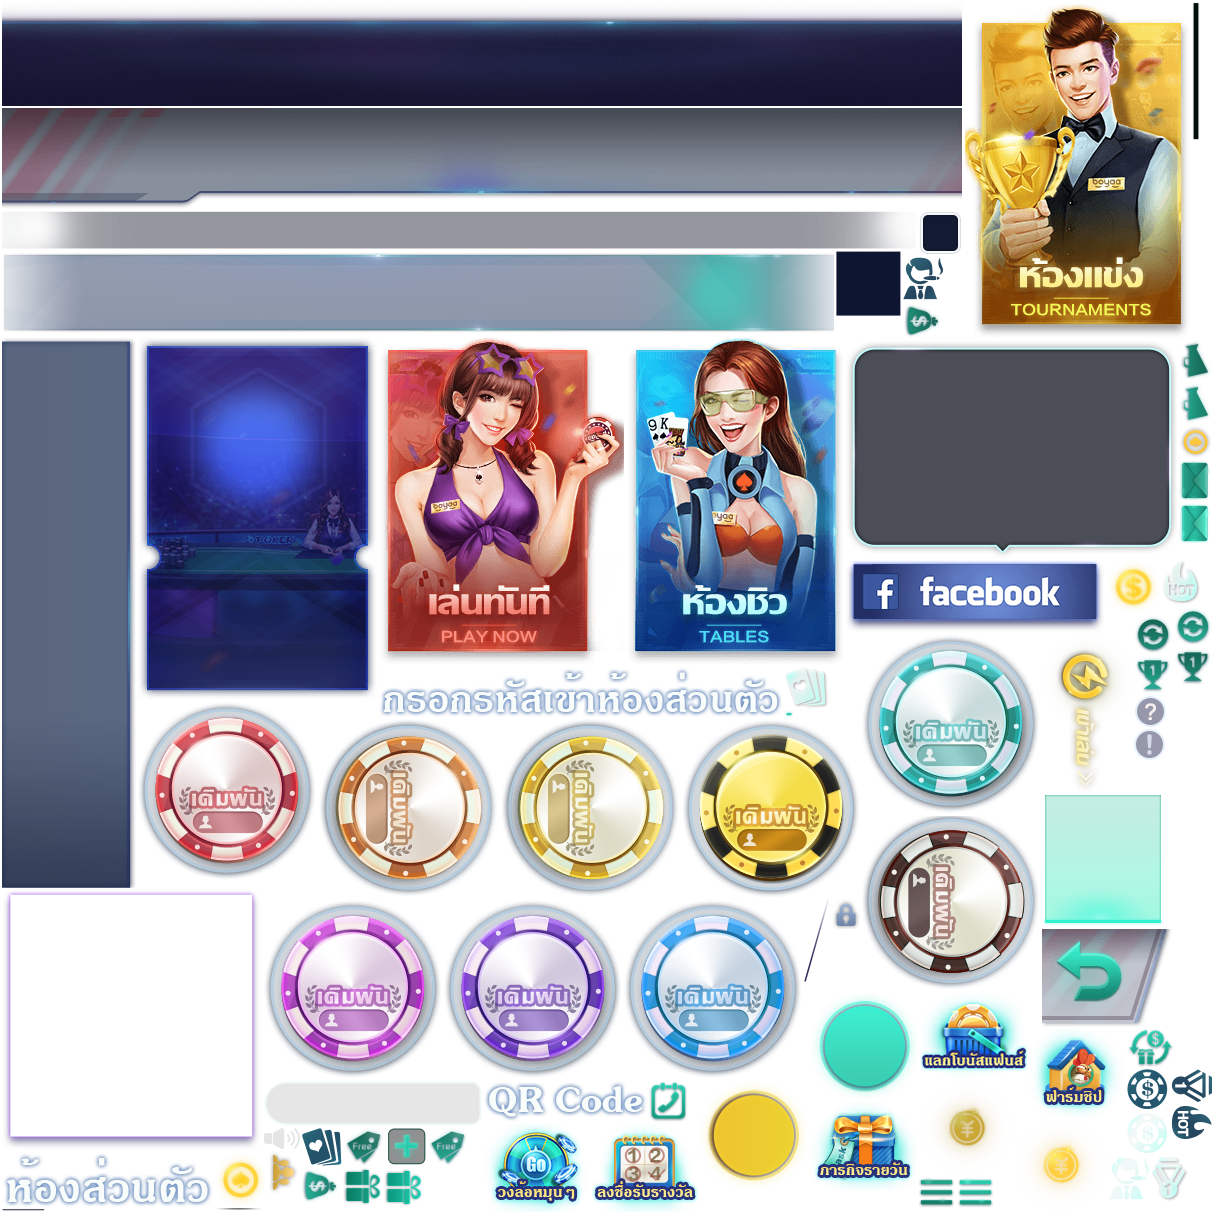 boyaa
ห้องแข่ง
TOURNAMENTS
POKER
9 K
boyaa
เล่นทันที
PLAY NOW
boyaa
ห้องชิว
TABLES
f facebook
$
HOT
1
1
?
!
กรอกรหัสเข้าห้องส่วนตัว
เข้าเล่น
เดิมพัน
เดิมพัน
เดิมพัน
เดิมพัน
เดิมพัน
เดิมพัน
เดิมพัน
เดิมพัน
เดิมพัน
แลกโบนัสแฟนส์
ฟาร์มชิป
QR Code
Free
Free
Go
วงล้อหมุนๆ
1 2
3 4
ลงชื่อรับรางวัล
ภารกิจรายวัน
ห้องส่วนตัว
$
HOT
¥
¥